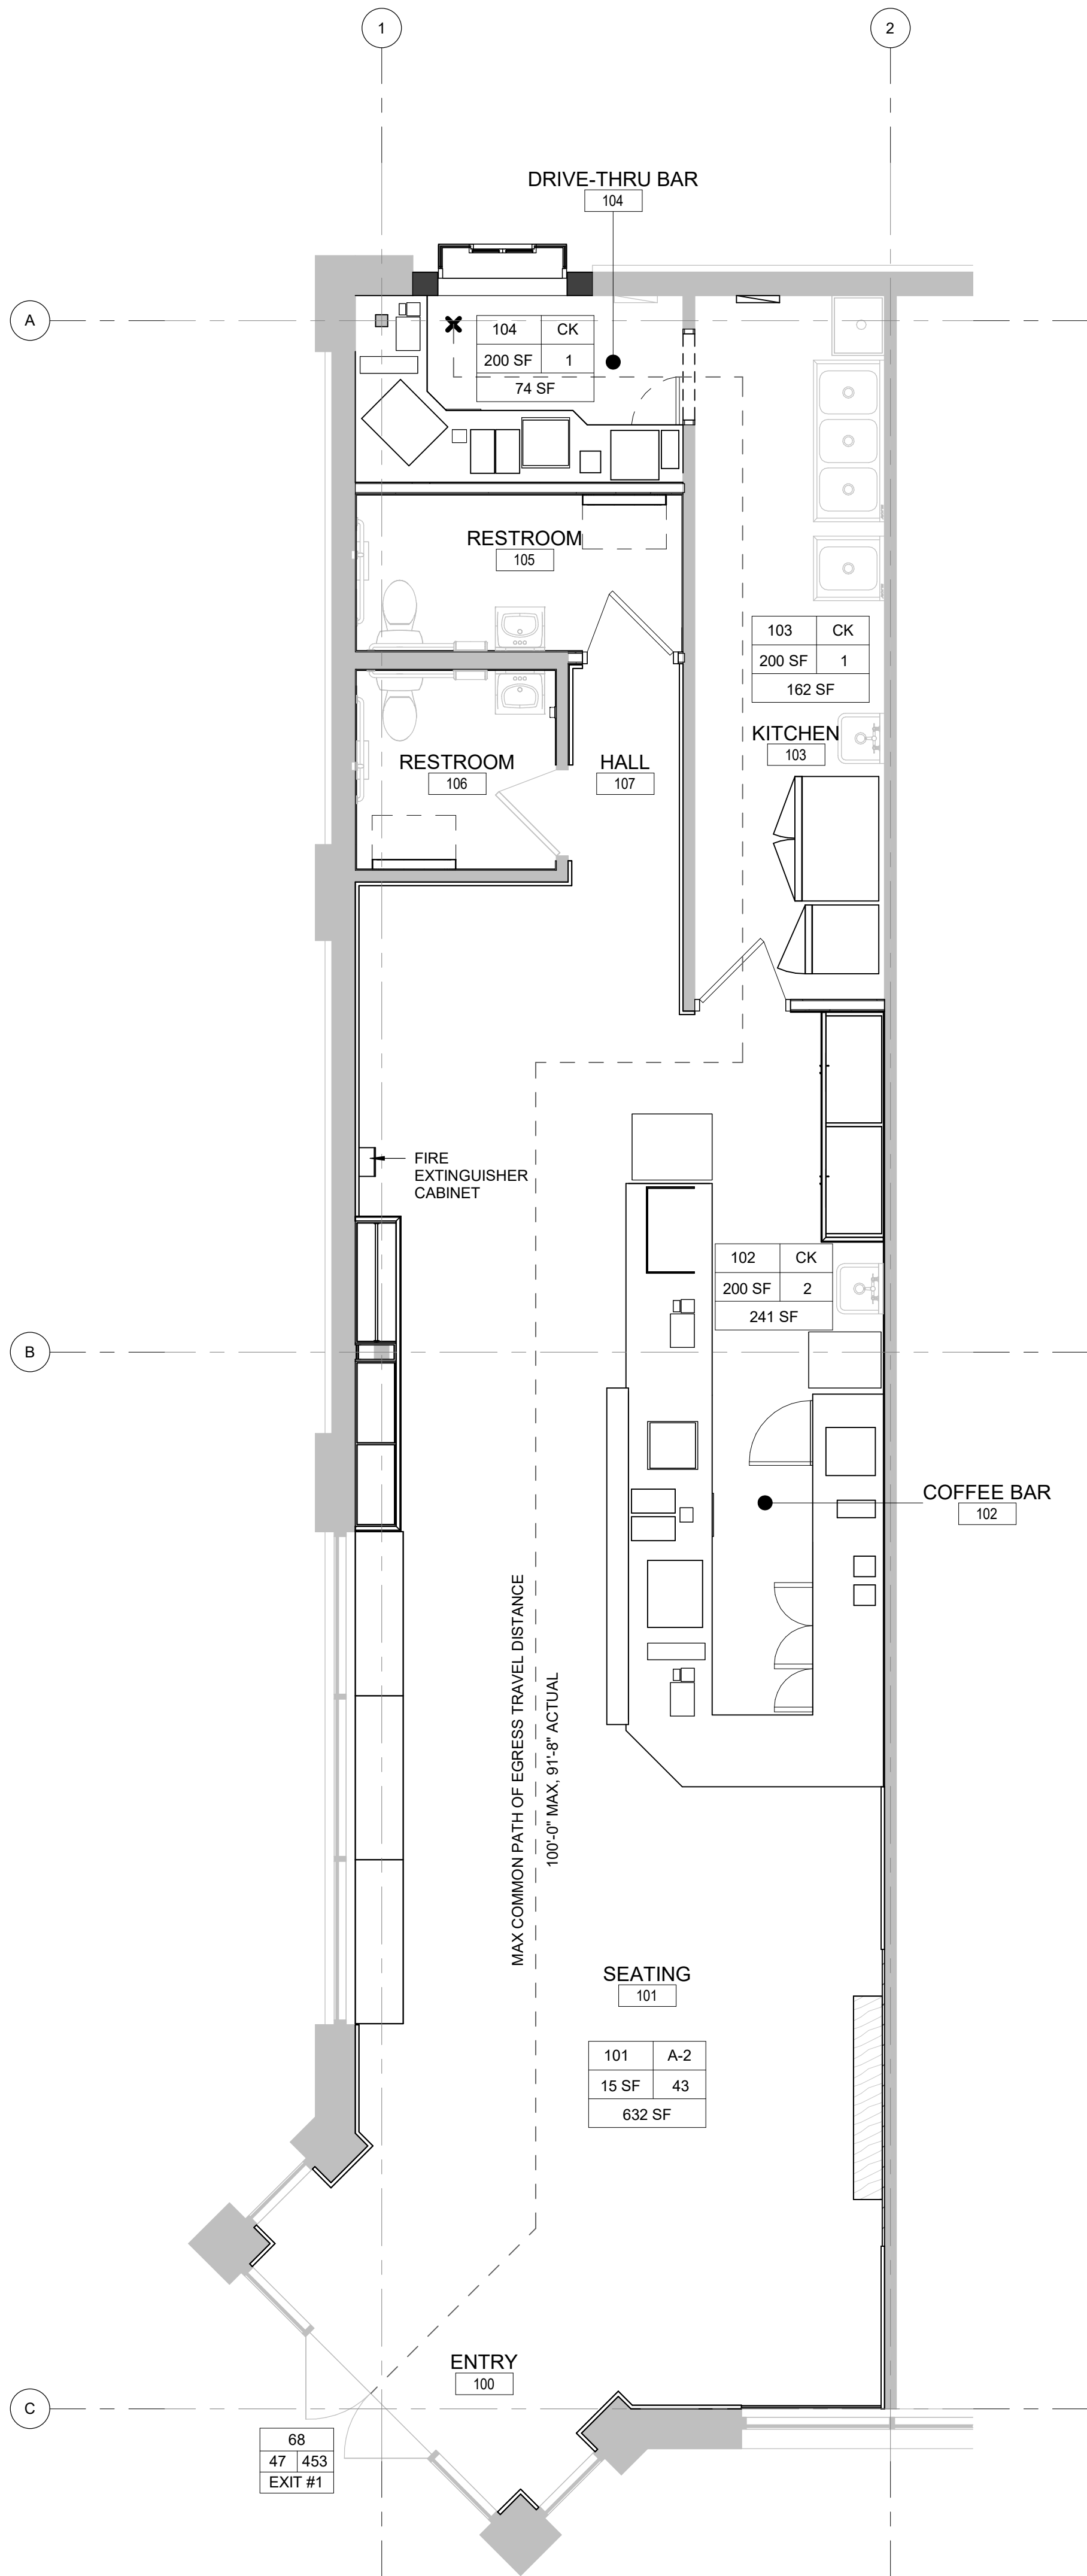 1
2
DRIVE-THRU BAR
104
A
104 CK
200 SF 1
74 SF
RESTROOM
105
103 CK
200 SF 1
162 SF
KITCHEN
103
RESTROOM
106
HALL
107
FIRE
EXTINGUISHER
CABINET
102 CK
200 SF 2
241 SF
B
COFFEE BAR
102
MAX COMMON PATH OF EGRESS TRAVEL DISTANCE
100'-0" MAX, 91'-8" ACTUAL
SEATING
101
101 A-2
15 SF 43
632 SF
ENTRY
100
C
68
47 453
EXIT #1